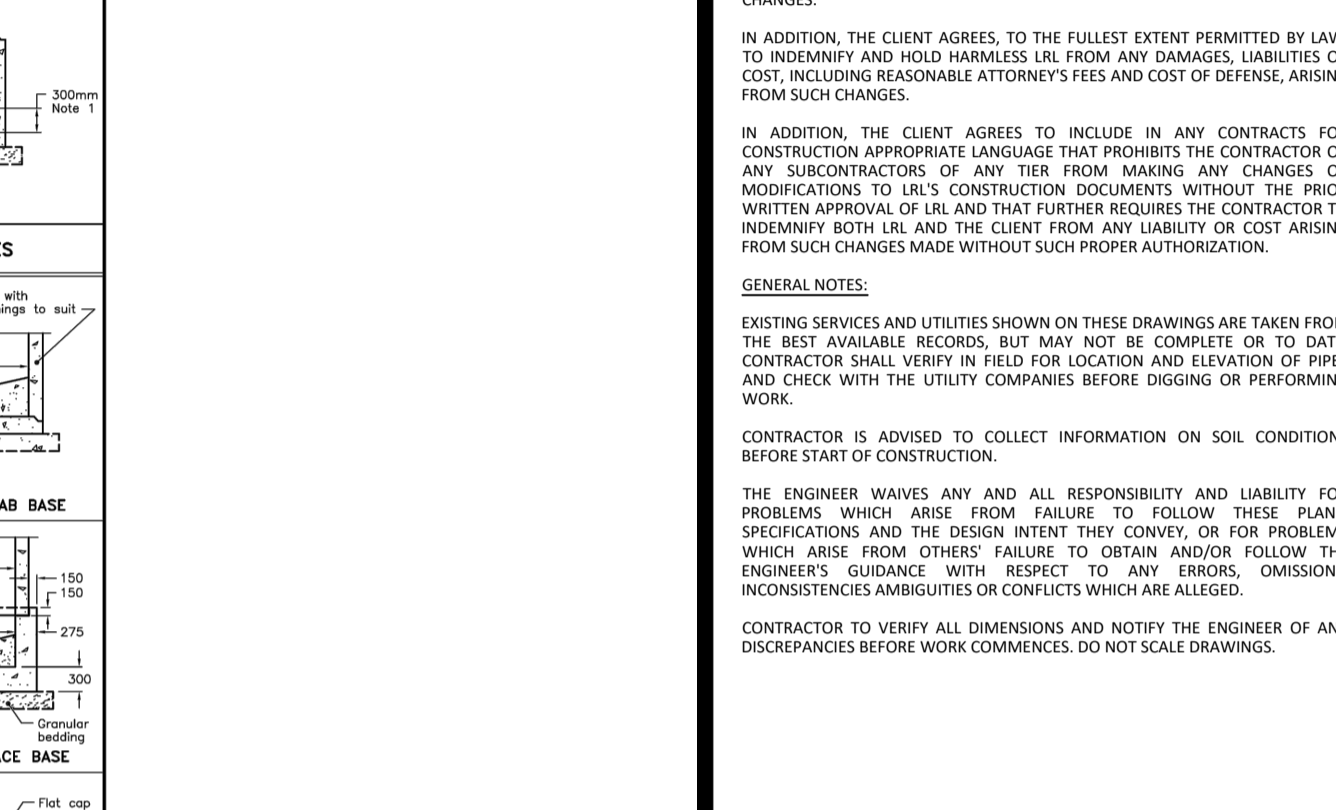 300mm
Note 1
with
to suit
BASE
150
150
275
300
Granular
bedding
BASE
Flat cap
CHANGES.
IN ADDITION, THE CLIENT AGREES, TO THE FULLEST EXTENT PERMITTED BY
TO INDEMNIFY AND HOLD HARMLESS LRL FROM ANY DAMAGES, LIABILITIES
COST, INCLUDING REASONABLE ATTORNEY'S FEES AND COST OF DEFENSE,
FROM SUCH CHANGES.
IN ADDITION, THE CLIENT AGREES TO INCLUDE IN ANY CONTRACTS
CONSTRUCTION APPROPRIATE LANGUAGE THAT PROHIBITS THE CONTRACTOR
ANY SUBCONTRACTORS OF ANY TIER FROM MAKING ANY CHANGES
MODIFICATIONS TO LRL'S CONSTRUCTION DOCUMENTS WITHOUT THE
WRITTEN APPROVAL OF LRL AND THAT FURTHER REQUIRES THE CONTRACTOR
INDEMNIFY BOTH LRL AND THE CLIENT FROM ANY LIABILITY OR COST
FROM SUCH CHANGES MADE WITHOUT SUCH PROPER AUTHORIZATION.
GENERAL NOTES:
EXISTING SERVICES AND UTILITIES SHOWN ON THESE DRAWINGS ARE TAKEN
THE BEST AVAILABLE RECORDS, BUT MAY NOT BE COMPLETE OR TO
CONTRACTOR SHALL VERIFY IN FIELD FOR LOCATION AND ELEVATION OF
AND CHECK WITH THE UTILITY COMPANIES BEFORE DIGGING OR
WORK.
CONTRACTOR IS ADVISED TO COLLECT INFORMATION ON SOIL
BEFORE START OF CONSTRUCTION.
THE ENGINEER WAIVES ANY AND ALL RESPONSIBILITY AND LIABILITY
PROBLEMS WHICH ARISE FROM FAILURE TO FOLLOW THESE
SPECIFICATIONS AND THE DESIGN INTENT THEY CONVEY, OR FOR
WHICH ARISE FROM OTHERS' FAILURE TO OBTAIN AND/OR FOLLOW
ENGINEER'S GUIDANCE WITH RESPECT TO ANY ERRORS,
INCONSISTENCIES AMBIGUITIES OR CONFLICTS WHICH ARE ALLEGED.
CONTRACTOR TO VERIFY ALL DIMENSIONS AND NOTIFY THE ENGINEER OF
DISCREPANCIES BEFORE WORK COMMENCES. DO NOT SCALE DRAWINGS.